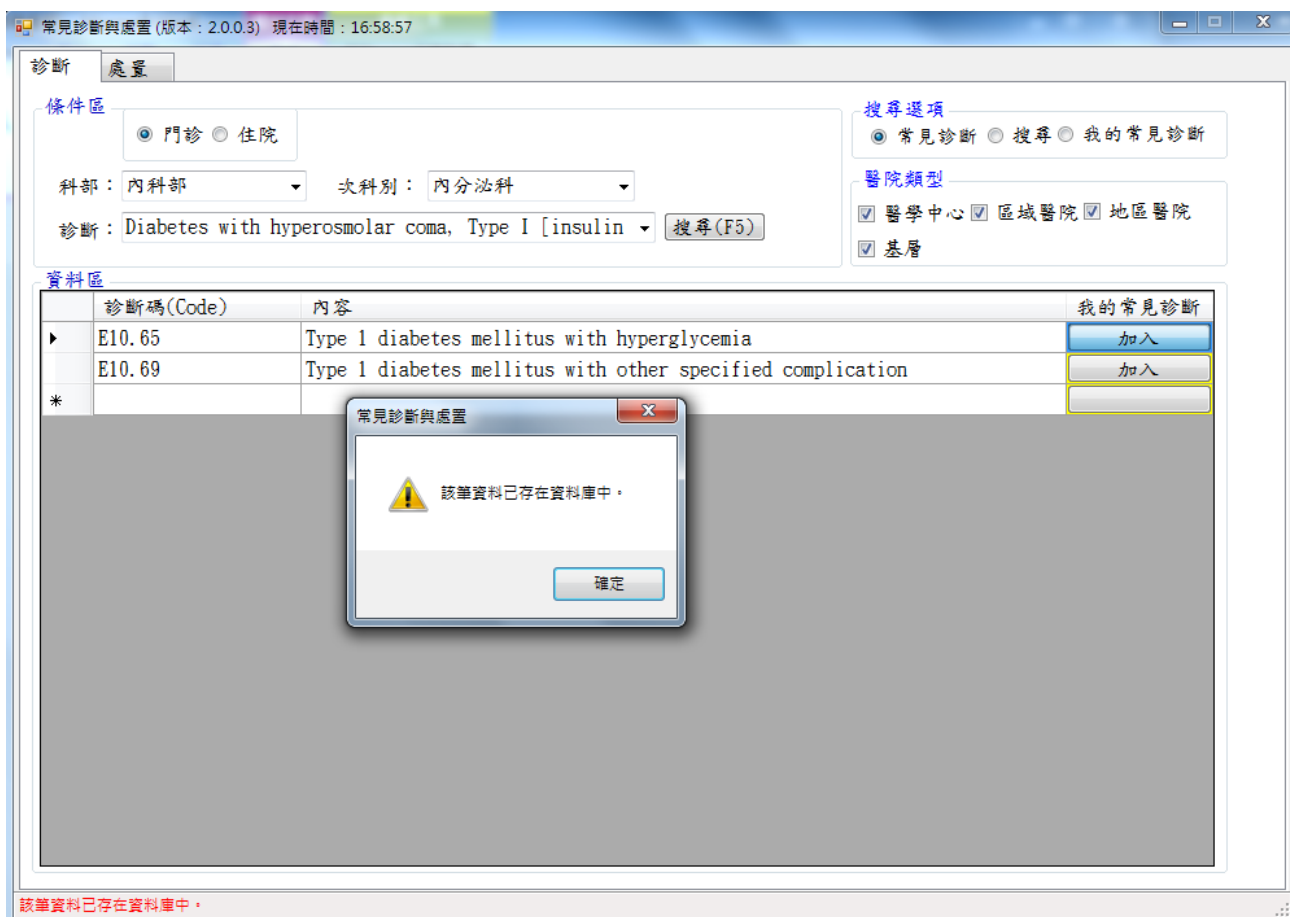 常見診斷與處置 (版本：2.0.0.3) 現在時間：16:58:57
診斷 處置
條件區
門診 住院
搜尋選項
常見診斷 搜尋 我的常見診斷
科部： 內科部 次科別： 內分泌科
醫院類型
醫學中心 區域醫院 地區醫院
診斷： Diabetes with hyperosmolar coma, Type I [insulin 搜尋(F5)
基層
資料區
診斷碼(Code) 內容 我的常見診斷
E10.65 Type 1 diabetes mellitus with hyperglycemia 加入
E10.69 Type 1 diabetes mellitus with other specified complication 加入
*
常見診斷與處置
該筆資料已存在資料庫中。
確定
該筆資料已存在資料庫中。